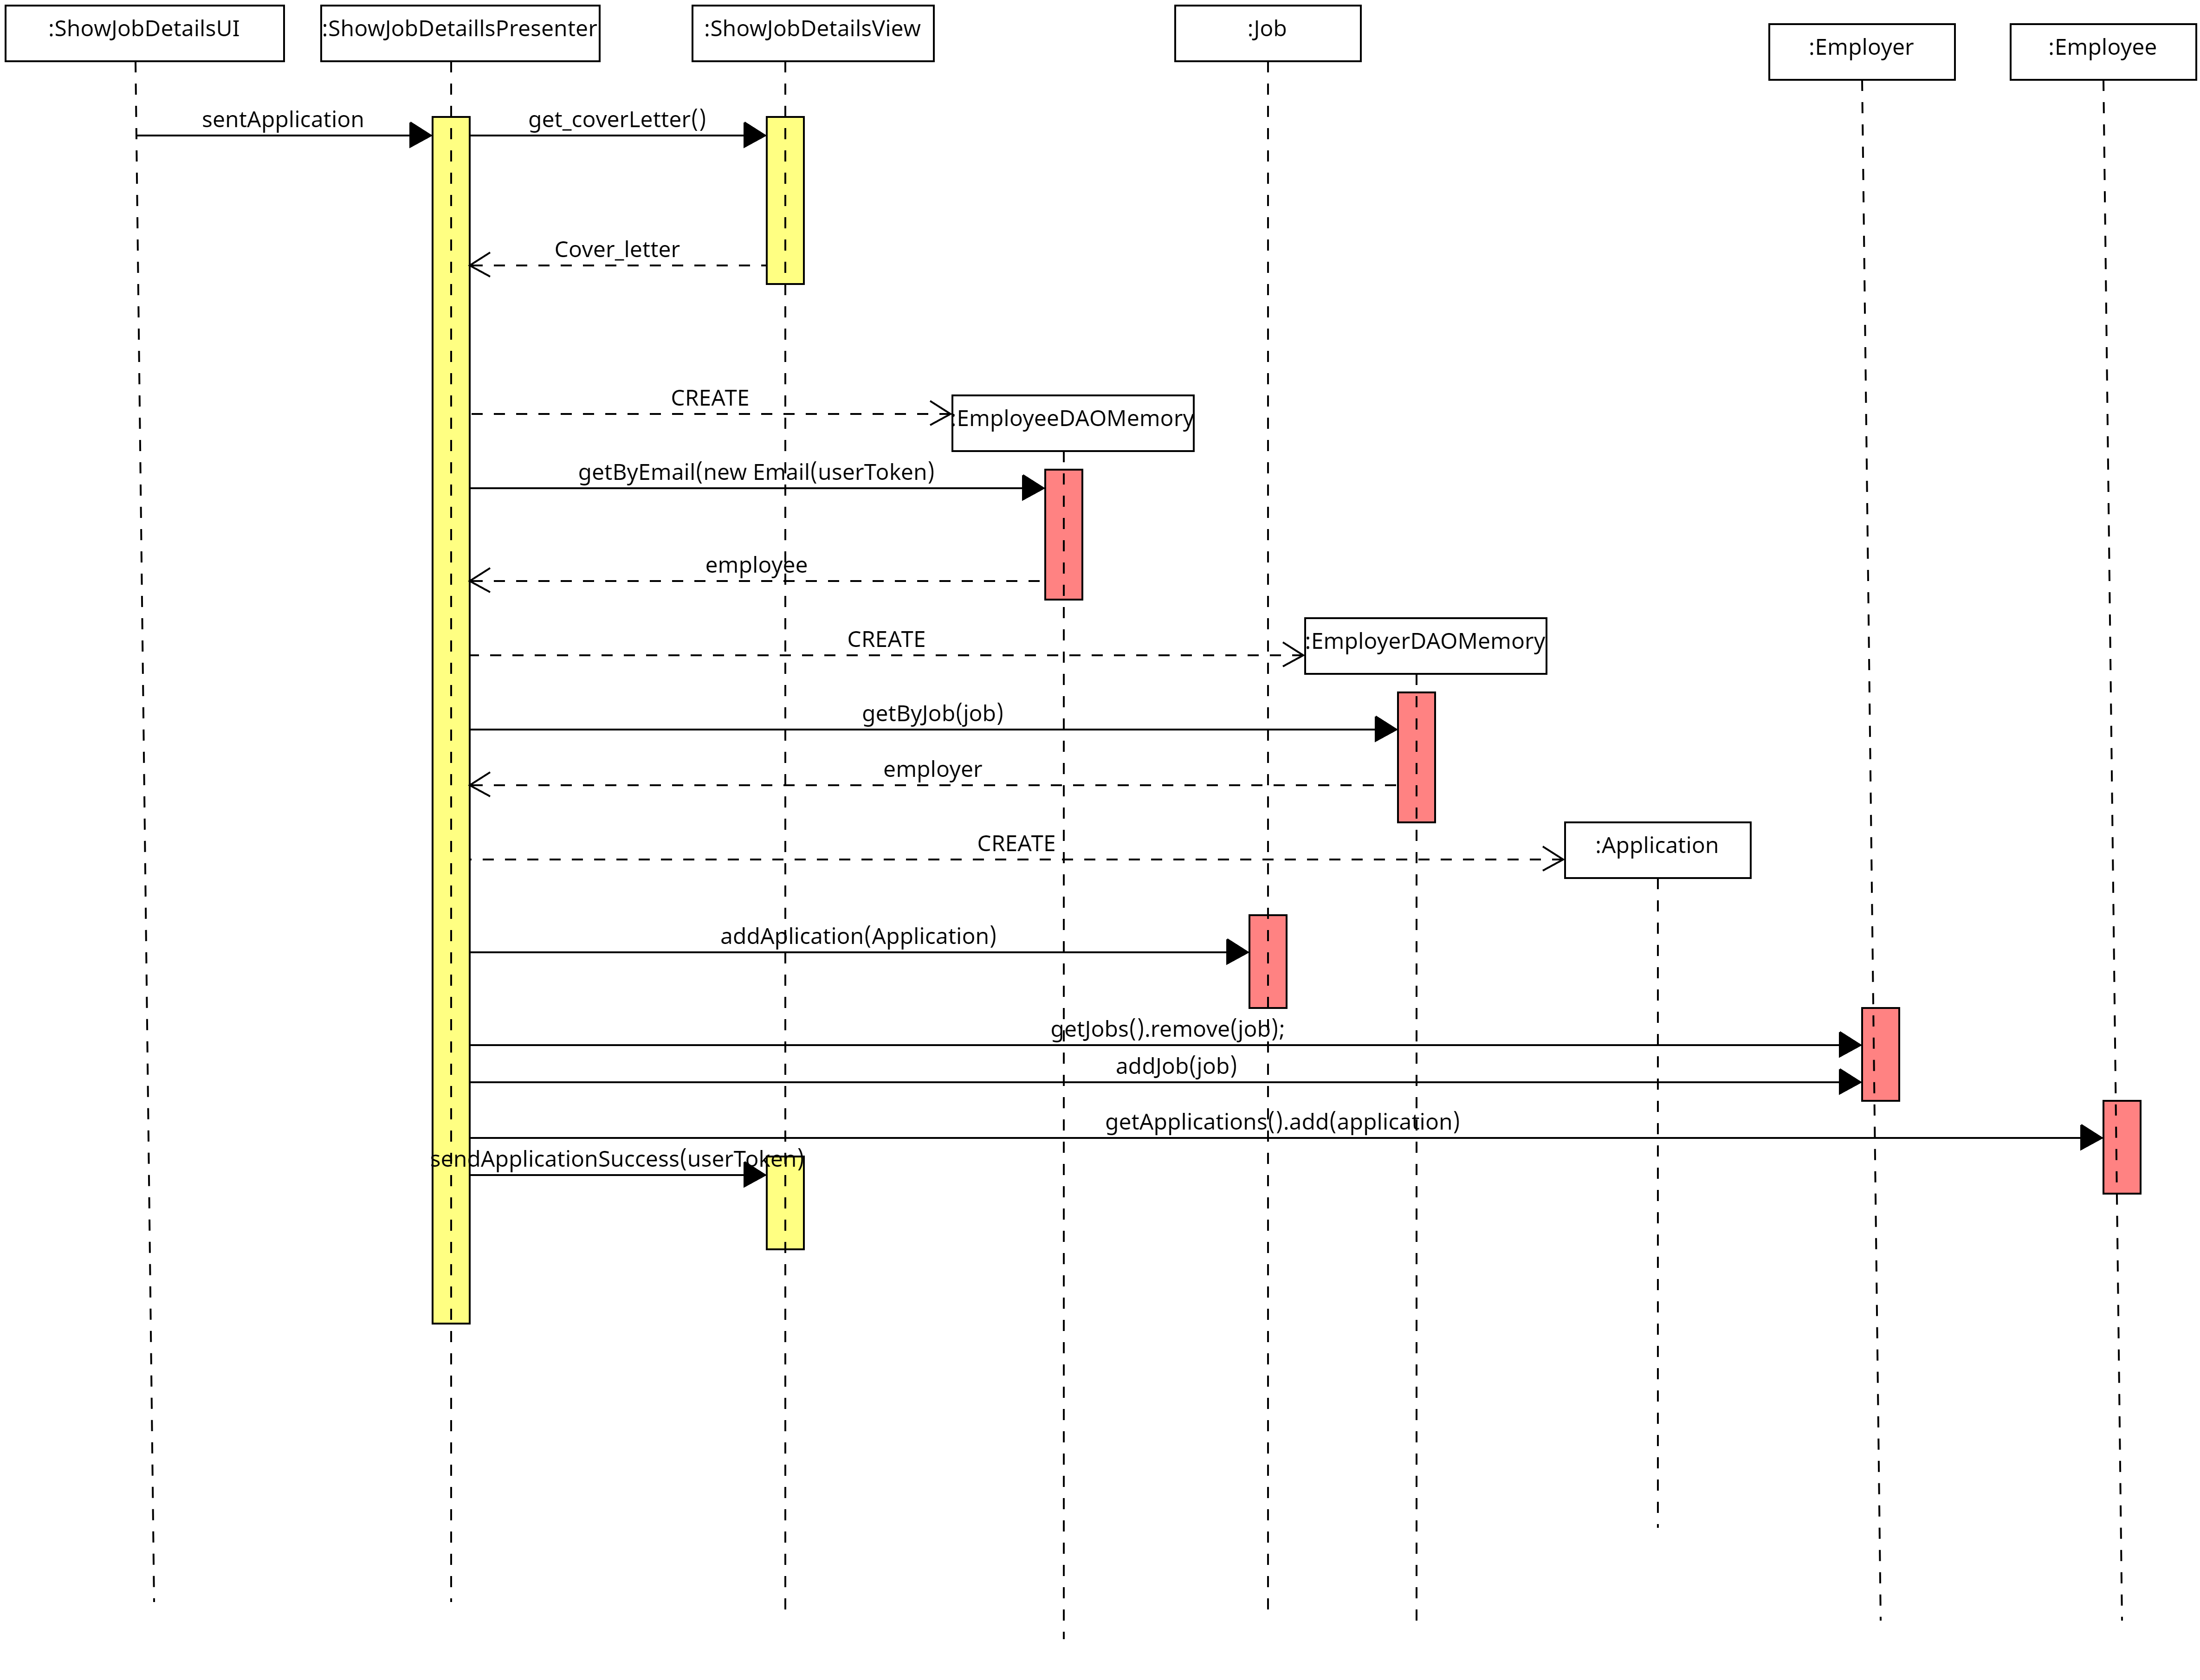 :ShowJobDetailsUI
:ShowJobDetaillsPresenter
:ShowJobDetailsView
:Job
:Employer
:Employee
sentApplication
get_coverLetter()
Cover_letter
CREATE
:EmployeeDAOMemory
getByEmail(new Email(userToken)
employee
CREATE
:EmployerDAOMemory
getByJob(job)
employer
CREATE
:Application
addAplication(Application)
getJobs().remove(job);
addJob(job)
getApplications().add(application)
sendApplicationSuccess(userToken)